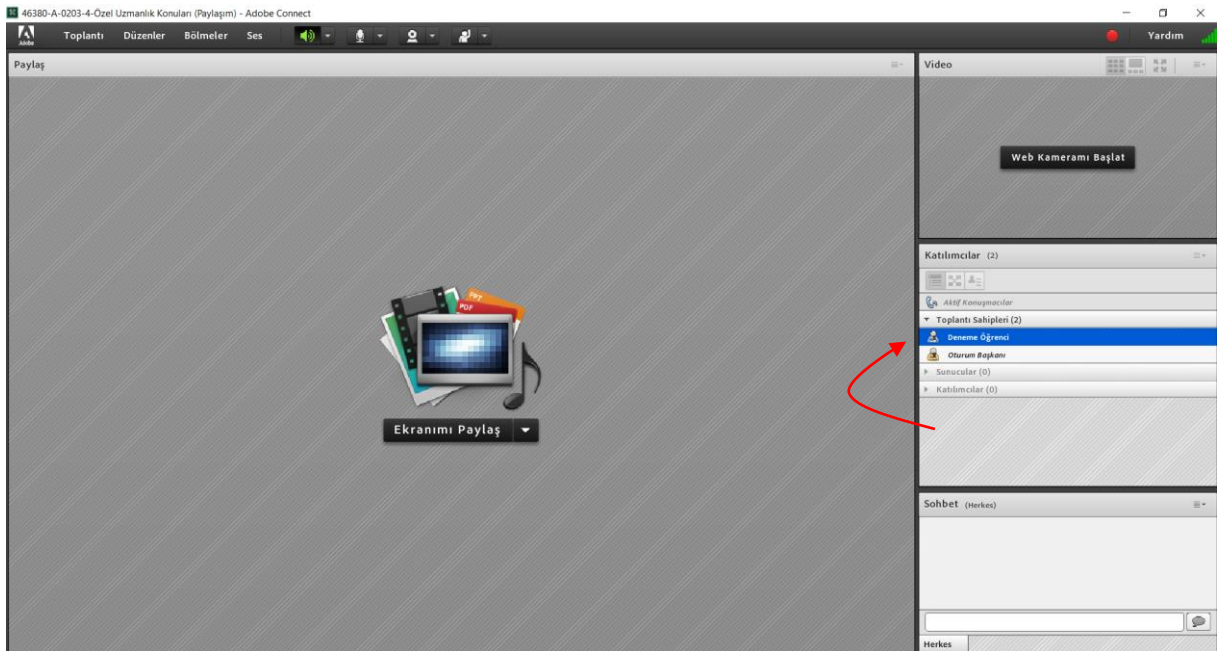 46380-A-0203-4-Özel Uzmanlık Konuları (Paylaşım) - Adobe Connect
Adobe
Toplantı Düzenler Bölmeler Ses
Yardım
Paylaş
Video
Web Kameramı Başlat
Katılımcılar (2)
Aktif Konuşmacılar
Toplantı Sahipleri (2)
Deneme Öğrenci
Oturum Başkanı
Sunucular (0)
Katılımcılar (0)
PPT
PDF
Ekranımı Paylaş
Sohbet (Herkes)
Herkes